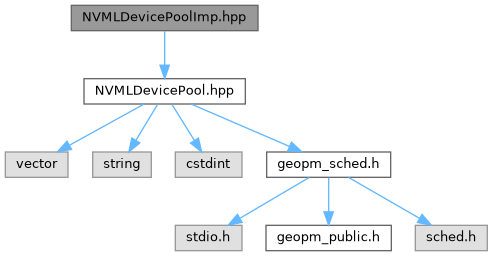 NVMLDevicePoolImp.hpp
NVMLDevicePool.hpp
vector
string
cstdint
geopm_sched.h
stdio.h
geopm_public.h
sched.h